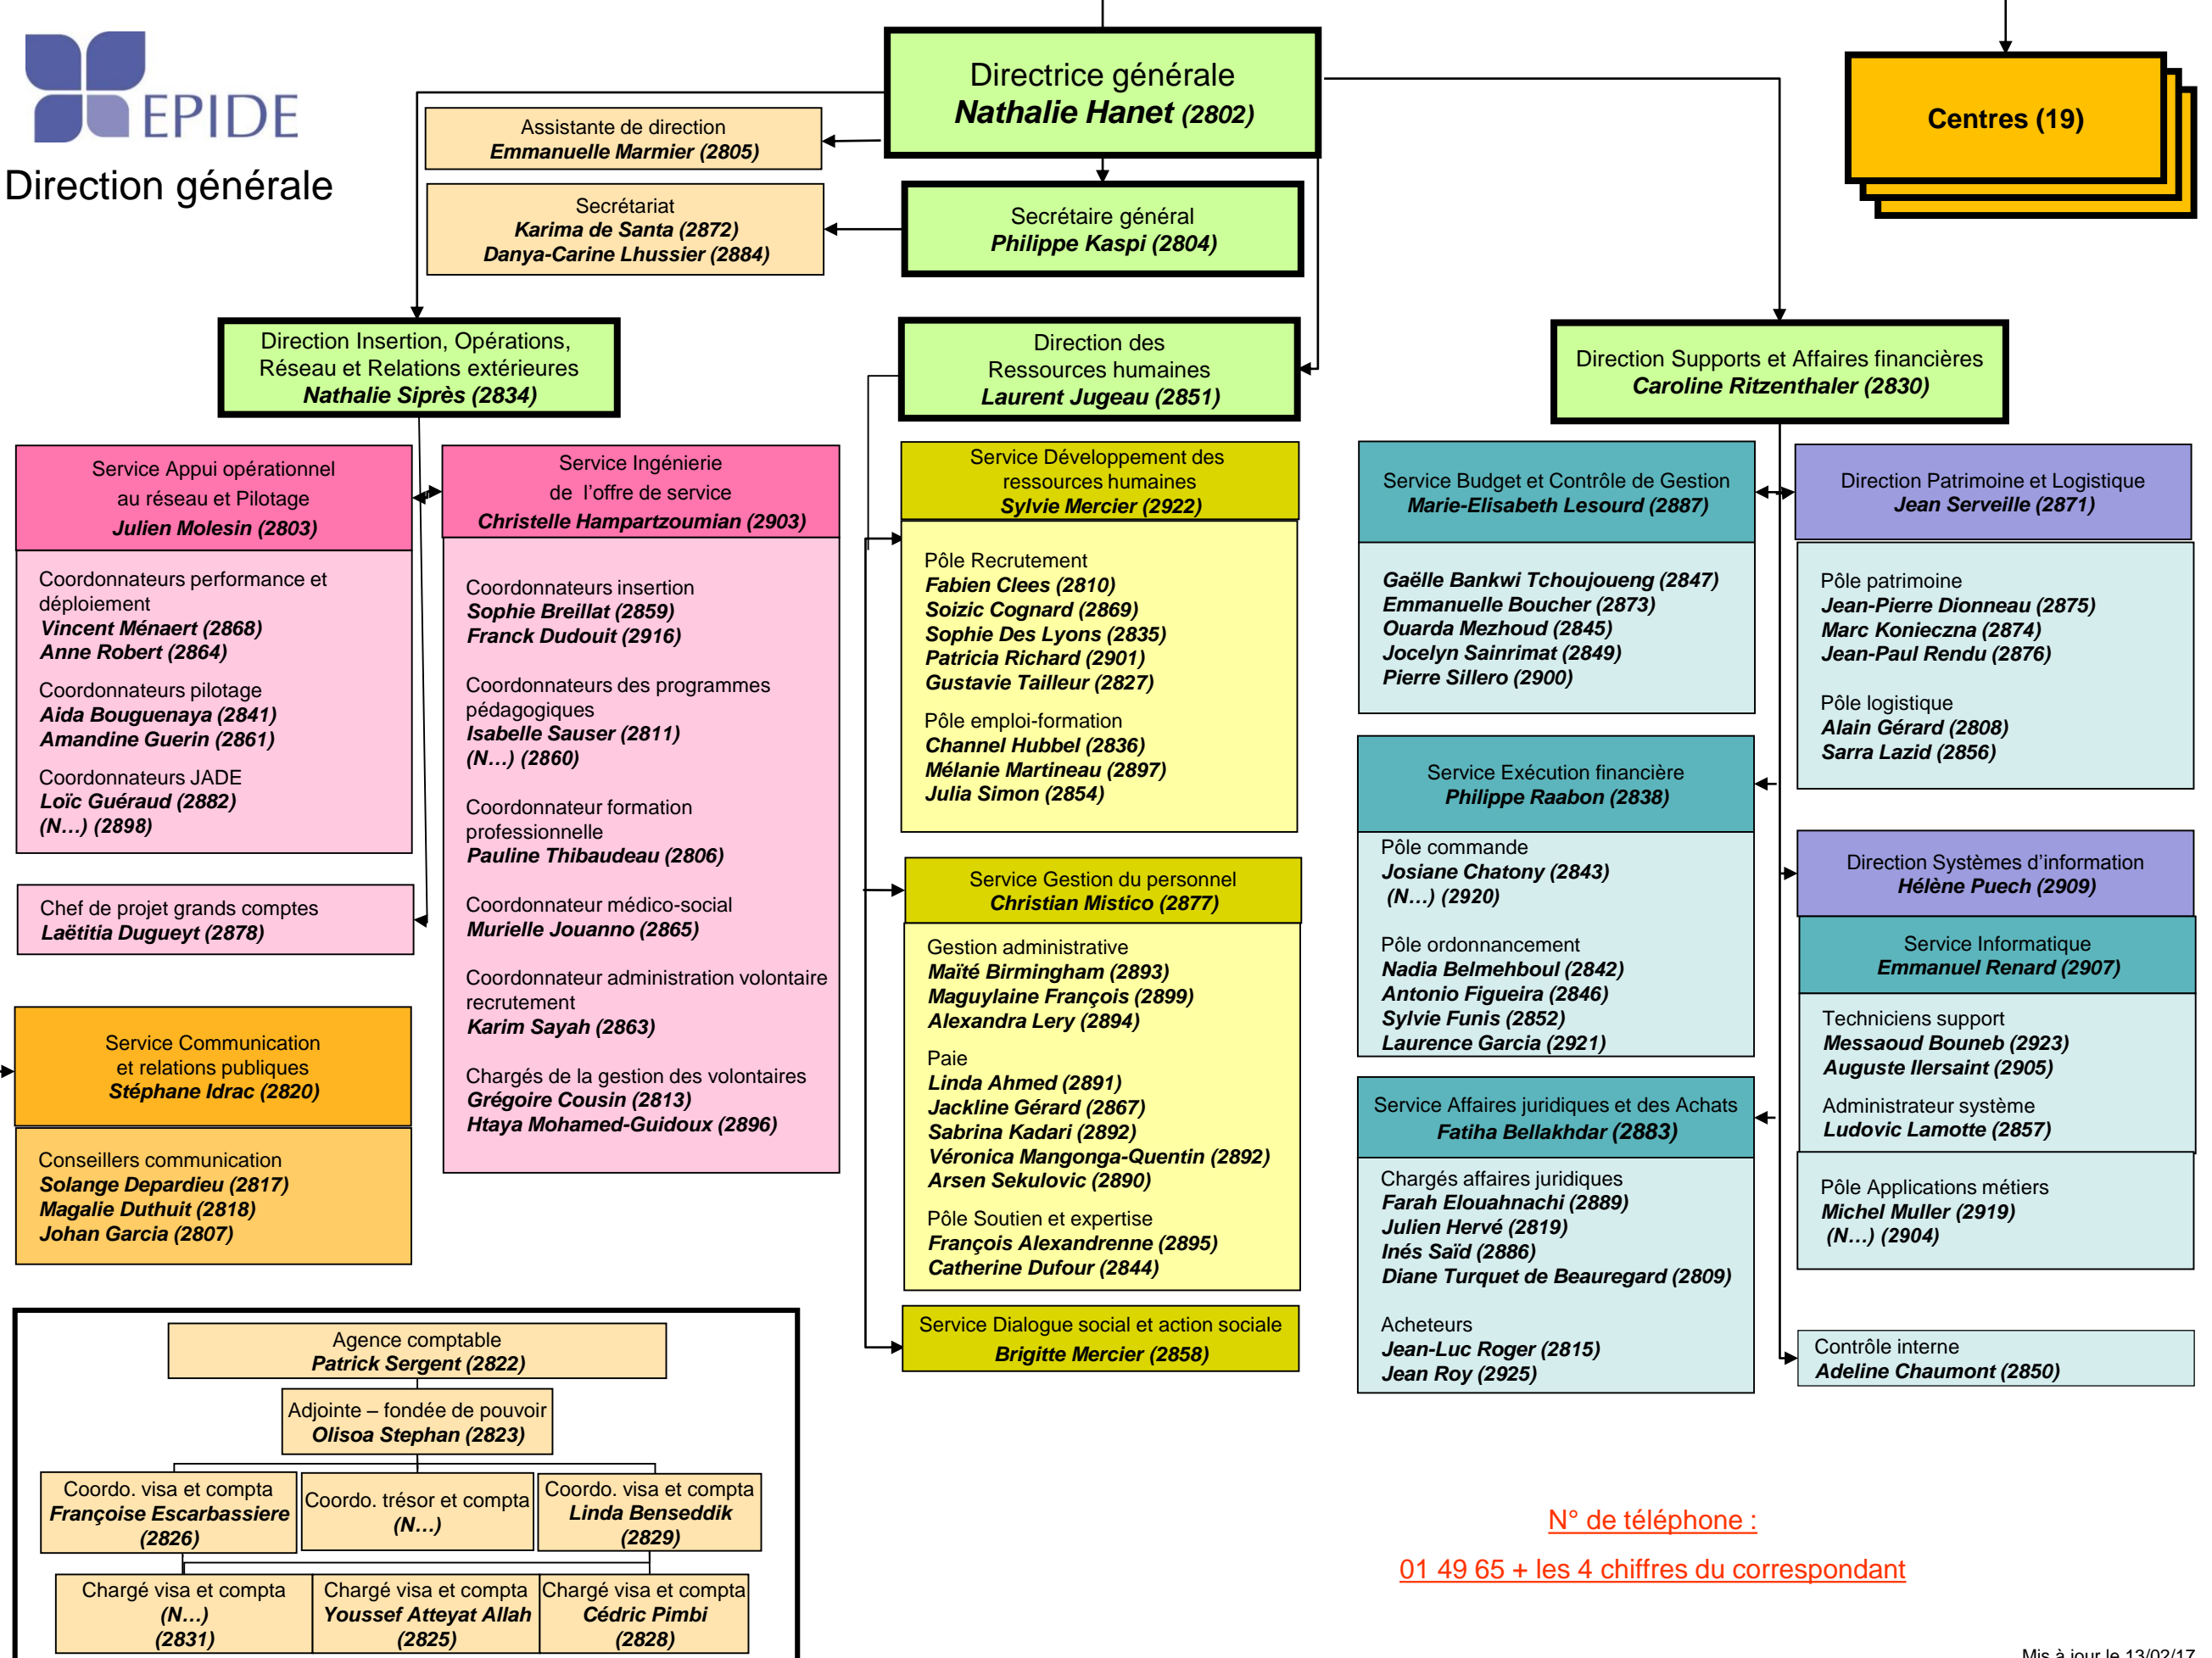 EPIDE
Direction générale
Directrice générale
Nathalie Hanet (2802)
Centres (19)
Assistante de direction
Emmanuelle Marmier (2805)
Secrétariat
Karima de Santa (2872)
Danya-Carine Lhussier (2884)
Secrétaire général
Philippe Kaspi (2804)
Direction Insertion, Opérations,
Réseau et Relations extérieures
Nathalie Siprès (2834)
Direction des
Ressources humaines
Laurent Jugeau (2851)
Direction Supports et Affaires financières
Caroline Ritzenthaler (2830)
Service Appui opérationnel
au réseau et Pilotage
Julien Molesin (2803)
Coordonnateurs performance et
déploiement
Vincent Ménaert (2868)
Anne Robert (2864)
Coordonnateurs pilotage
Aida Bouguenaya (2841)
Amandine Guerin (2861)
Coordonnateurs JADE
Loïc Guéraud (2882)
(N…) (2898)
Chef de projet grands comptes
Laëtitia Dugueyt (2878)
Service Communication
et relations publiques
Stéphane Idrac (2820)
Conseillers communication
Solange Depardieu (2817)
Magalie Duthuit (2818)
Johan Garcia (2807)
Service Ingénierie
de l'offre de service
Christelle Hampartzoumian (2903)
Coordonnateurs insertion
Sophie Breillat (2859)
Franck Dudouit (2916)
Coordonnateurs des programmes
pédagogiques
Isabelle Sauser (2811)
(N…) (2860)
Coordonnateur formation
professionnelle
Pauline Thibaudeau (2806)
Coordonnateur médico-social
Murielle Jouanno (2865)
Coordonnateur administration volontaire
recrutement
Karim Sayah (2863)
Chargés de la gestion des volontaires
Grégoire Cousin (2813)
Htaya Mohamed-Guidoux (2896)
Service Développement des
ressources humaines
Sylvie Mercier (2922)
Pôle Recrutement
Fabien Clees (2810)
Soizic Cognard (2869)
Sophie Des Lyons (2835)
Patricia Richard (2901)
Gustavie Tailleur (2827)
Pôle emploi-formation
Channel Hubbel (2836)
Mélanie Martineau (2897)
Julia Simon (2854)
Service Gestion du personnel
Christian Mistico (2877)
Gestion administrative
Maïté Birmingham (2893)
Maguylaine François (2899)
Alexandra Lery (2894)
Paie
Linda Ahmed (2891)
Jackline Gérard (2867)
Sabrina Kadari (2892)
Véronica Mangonga-Quentin (2892)
Arsen Sekulovic (2890)
Pôle Soutien et expertise
François Alexandrenne (2895)
Catherine Dufour (2844)
Service Dialogue social et action sociale
Brigitte Mercier (2858)
Service Budget et Contrôle de Gestion
Marie-Elisabeth Lesourd (2887)
Gaëlle Bankwi Tchoujoueng (2847)
Emmanuelle Boucher (2873)
Ouarda Mezhoud (2845)
Jocelyn Sainrimat (2849)
Pierre Sillero (2900)
Service Exécution financière
Philippe Raabon (2838)
Pôle commande
Josiane Chatony (2843)
(N…) (2920)
Pôle ordonnancement
Nadia Belmehboul (2842)
Antonio Figueira (2846)
Sylvie Funis (2852)
Laurence Garcia (2921)
Service Affaires juridiques et des Achats
Fatiha Bellakhdar (2883)
Chargés affaires juridiques
Farah Elouahnachi (2889)
Julien Hervé (2819)
Inés Saïd (2886)
Diane Turquet de Beauregard (2809)
Acheteurs
Jean-Luc Roger (2815)
Jean Roy (2925)
Direction Patrimoine et Logistique
Jean Serveille (2871)
Pôle patrimoine
Jean-Pierre Dionneau (2875)
Marc Konieczna (2874)
Jean-Paul Rendu (2876)
Pôle logistique
Alain Gérard (2808)
Sarra Lazid (2856)
Direction Systèmes d'information
Hélène Puech (2909)
Service Informatique
Emmanuel Renard (2907)
Techniciens support
Messaoud Bouneb (2923)
Auguste Ilersaint (2905)
Administrateur système
Ludovic Lamotte (2857)
Pôle Applications métiers
Michel Muller (2919)
(N…) (2904)
Contrôle interne
Adeline Chaumont (2850)
Agence comptable
Patrick Sergent (2822)
Adjointe – fondée de pouvoir
Olisoa Stephan (2823)
Coordo. visa et compta
Françoise Escarbassiere
(2826)
Coordo. trésor et compta
(N…)
Coordo. visa et compta
Linda Benseddik
(2829)
Chargé visa et compta
(N…)
(2831)
Chargé visa et compta
Youssef Atteyat Allah
(2825)
Chargé visa et compta
Cédric Pimbi
(2828)
N° de téléphone :
01 49 65 + les 4 chiffres du correspondant
Mis à jour le 13/02/17